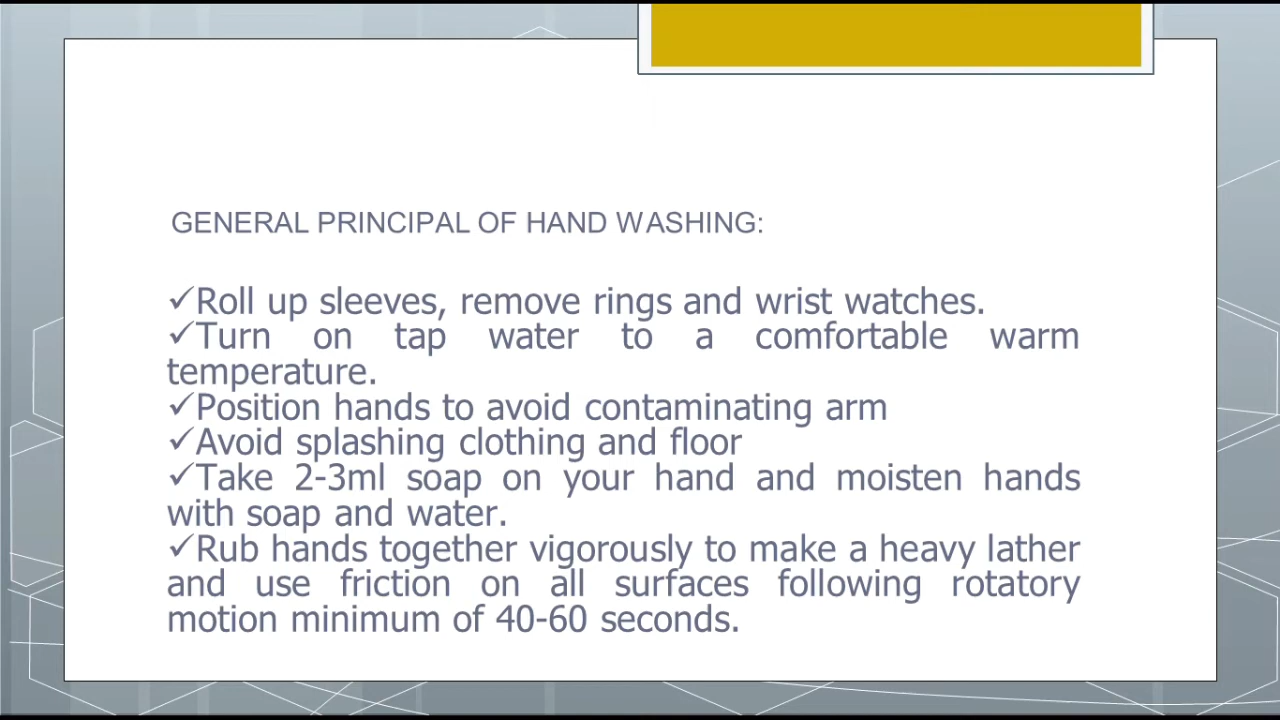 GENERAL PRINCIPAL OF HAND WASHING:
✓Roll up sleeves, remove rings and wrist watches.
✓Turn on tap water to a comfortable warm
temperature.
✓Position hands to avoid contaminating arm
✓Avoid splashing clothing and floor
✓Take 2-3ml soap on your hand and moisten hands
with soap and water.
✓Rub hands together vigorously to make a heavy lather
and use friction on all surfaces following rotatory
motion minimum of 40-60 seconds.